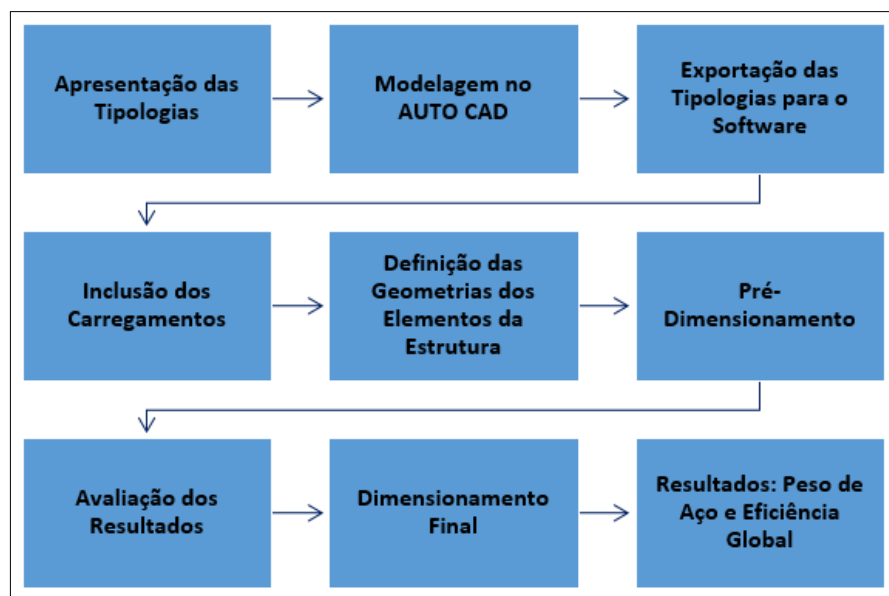 Apresentação das
Tipologias
Modelagem no
AUTO CAD
Exportação das
Tipologias para o
Software
Inclusão dos
Carregamentos
Definição das
Geometrias dos
Elementos da
Estrutura
Pré-
Dimensionamento
Avaliação dos
Resultados
Dimensionamento
Final
Resultados: Peso de
Aço e Eficiência
Global